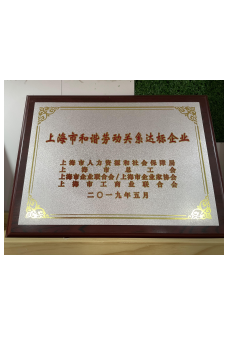 上海市和谐劳动关系达标企业
上海市人力资源和社会保障局
上海市总工会
上海市企业联合会/上海市企业家协会
上海市工商业联合会
二〇一九年五月